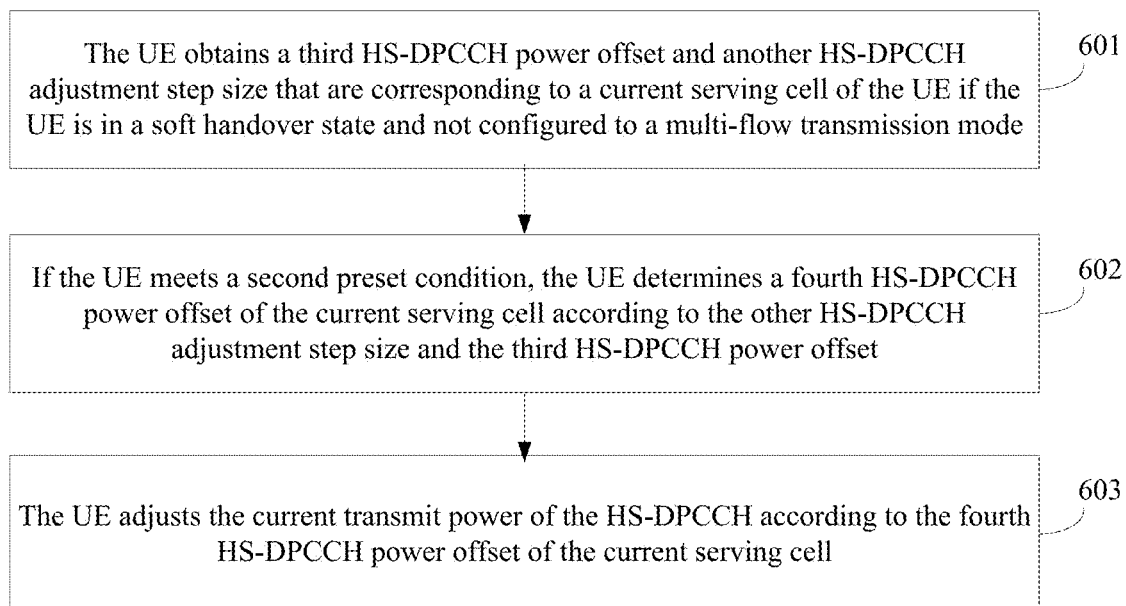 The UE obtains a third HS-DPCCH power offset and another HS-DPCCH
adjustment step size that are corresponding to a current serving cell of the UE if the
UE is in a soft handover state and not configured to a multi-flow transmission mode
601
If the UE meets a second preset condition, the UE determines a fourth HS-DPCCH
power offset of the current serving cell according to the other HS-DPCCH
adjustment step size and the third HS-DPCCH power offset
602
The UE adjusts the current transmit power of the HS-DPCCH according to the fourth
HS-DPCCH power offset of the current serving cell
603